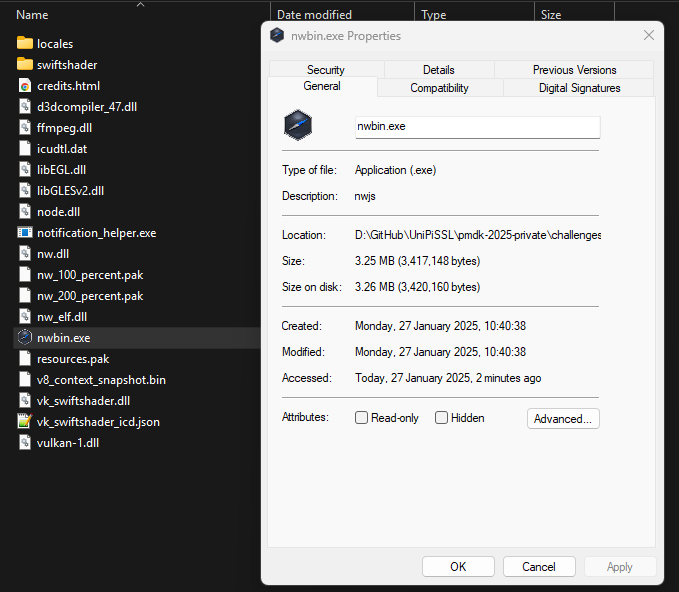 Name
Date modified
Type
Size
locales
swiftshader
credits.html
d3dcompiler_47.dll
ffmpeg.dll
icudtl.dat
libEGL.dll
libGLESv2.dll
node.dll
notification_helper.exe
nw.dll
nw_100_percent.pak
nw_200_percent.pak
nw_elf.dll
nwbin.exe
resources.pak
v8_context_snapshot.bin
vk_swiftshader.dll
vk_swiftshader_icd.json
vulkan-1.dll
nwbin.exe Properties
Security Details Previous Versions
General Compatibility Digital Signatures
nwbin.exe
Type of file: Application (.exe)
Description: nwjs
Location: D:\GitHub\UniPiSSL\pmdk-2025-private\challenges
Size: 3.25 MB (3,417,148 bytes)
Size on disk: 3.26 MB (3,420,160 bytes)
Created: Monday, 27 January 2025, 10:40:38
Modified: Monday, 27 January 2025, 10:40:38
Accessed: Today, 27 January 2025, 2 minutes ago
Attributes: Read-only Hidden Advanced...
OK Cancel Apply